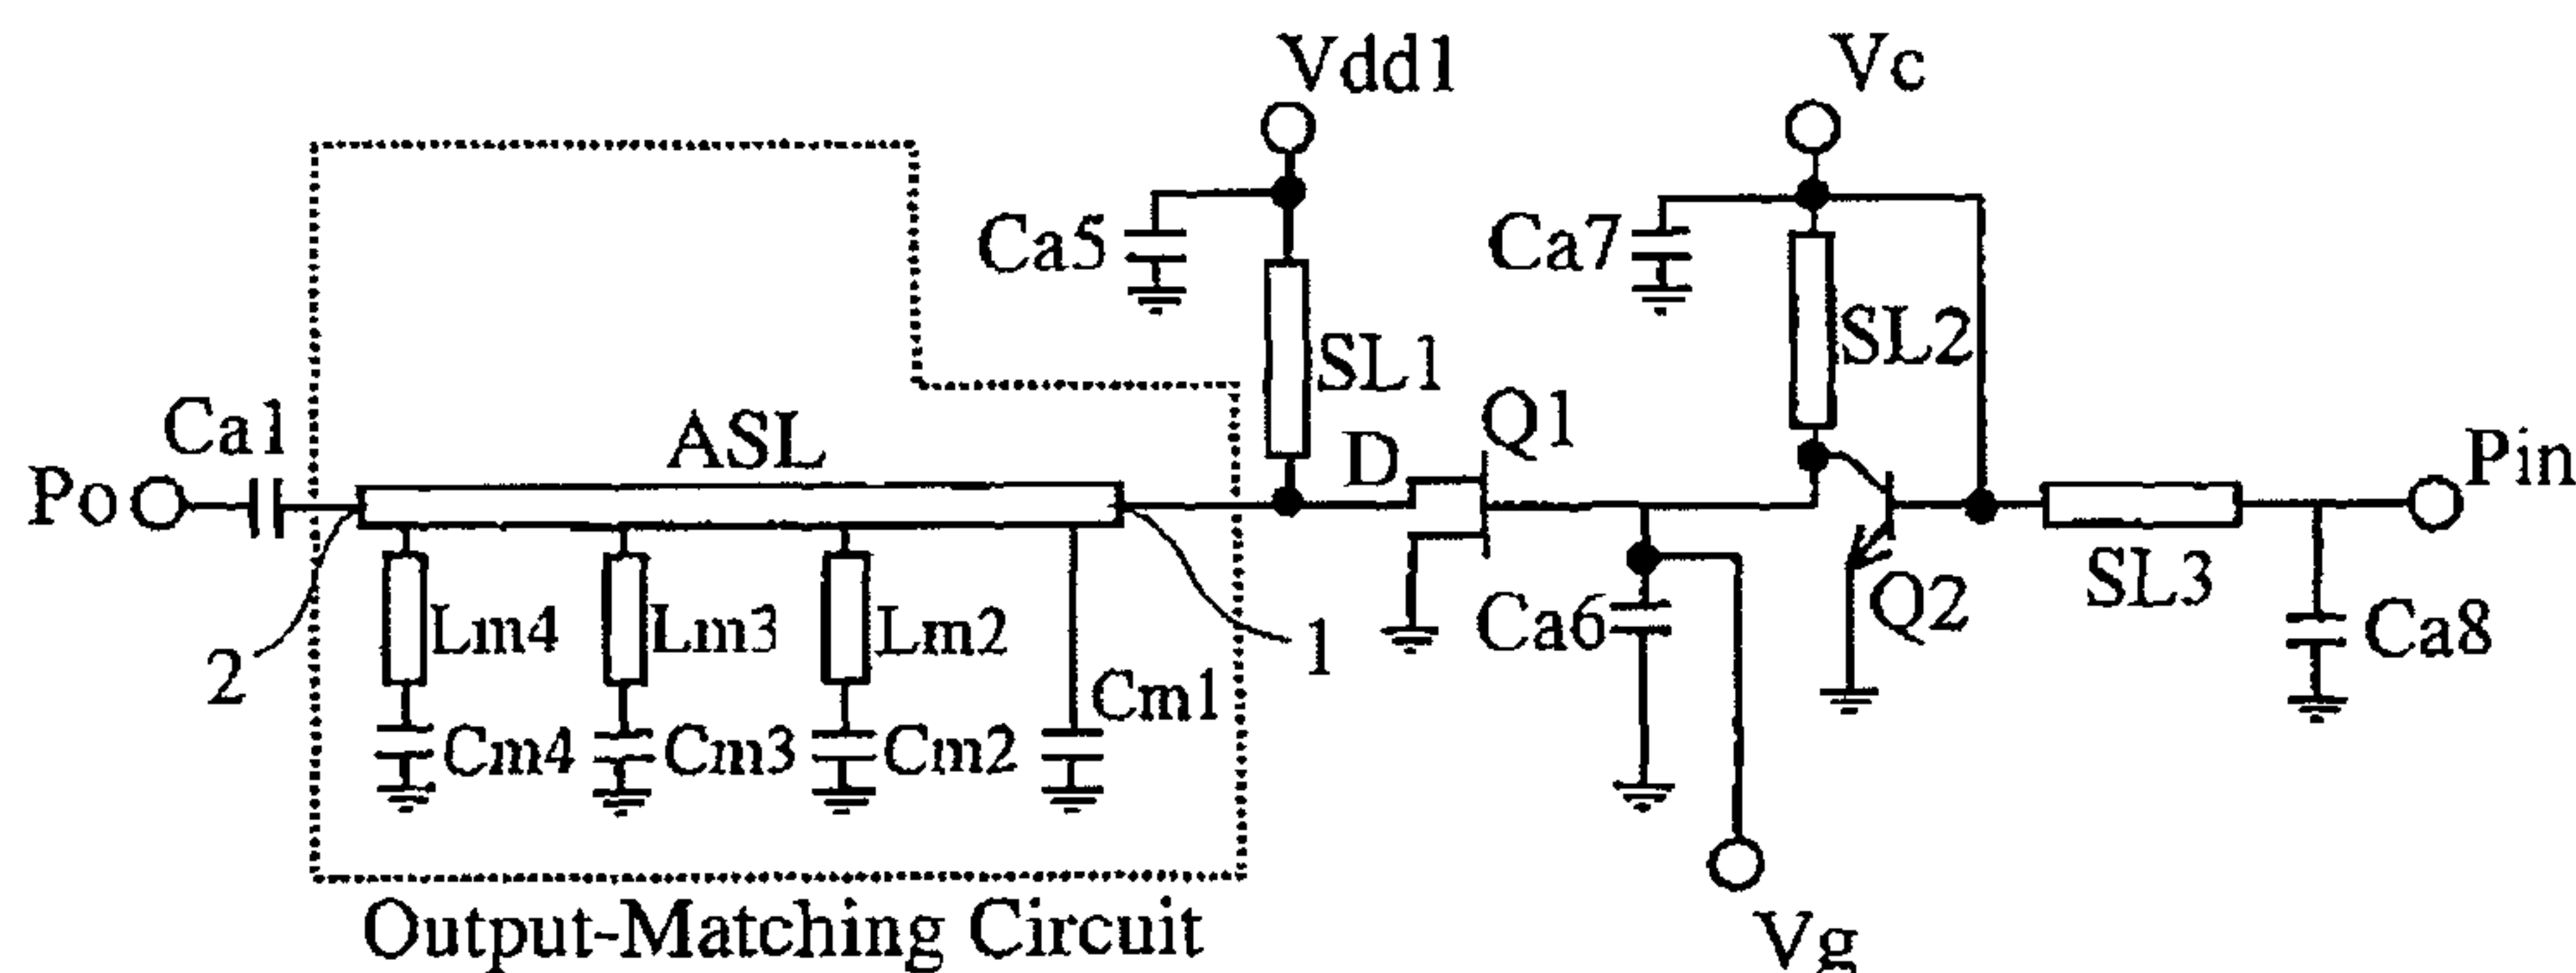 Vdd1
Vc
Ca5
Ca7
SL1
SL2
Ca1
ASL
D
Q1
Pin
Po
Lm4
Lm3
Lm2
Cm1
1
2
Ca6
Q2
SL3
Ca8
Cm4
Cm3
Cm2
Output-Matching Circuit
Vg